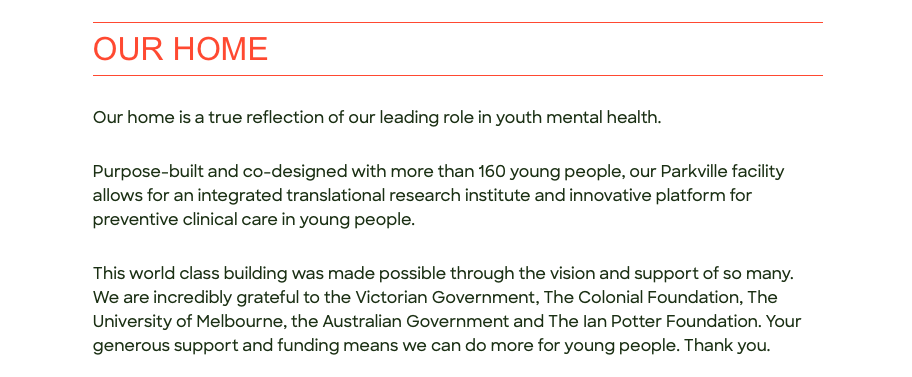 OUR HOME
Our home is a true reflection of our leading role in youth mental health.
Purpose-built and co-designed with more than 160 young people, our Parkville facility
allows for an integrated translational research institute and innovative platform for
preventive clinical care in young people.
This world class building was made possible through the vision and support of so many.
We are incredibly grateful to the Victorian Government, The Colonial Foundation, The
University of Melbourne, the Australian Government and The Ian Potter Foundation. Your
generous support and funding means we can do more for young people. Thank you.